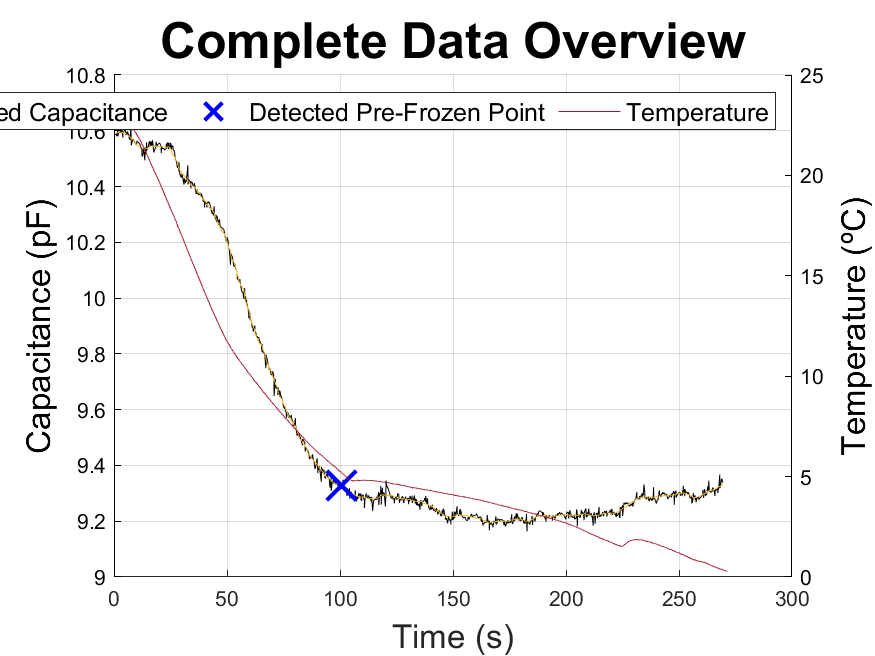 Complete Data Overview
ed Capacitance Detected Pre-Frozen Point Temperature
Capacitance (pF)
10.8
10.6
10.4
10.2
10
9.8
9.6
9.4
9.2
9
Temperature (ºC)
25
20
15
10
5
0
0 50 100 150 200 250 300
Time (s)